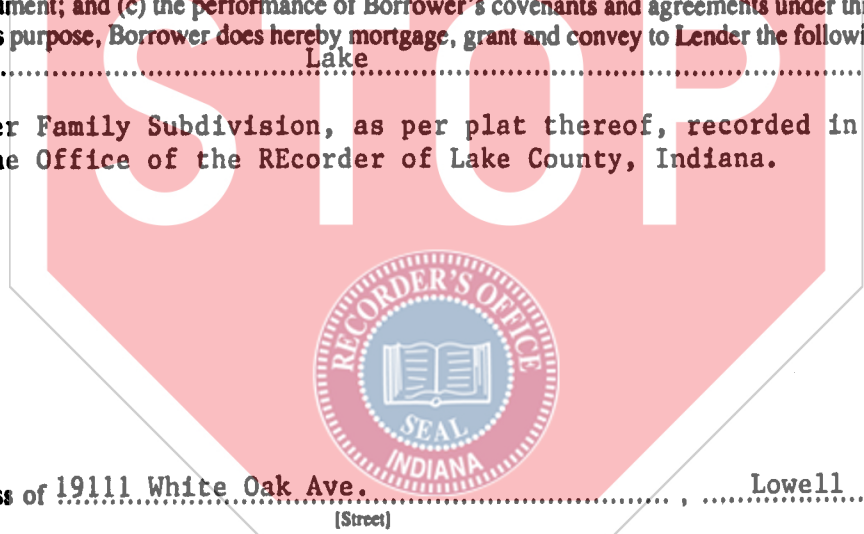 ment; and (c) the performance of Borrower's covenants and agreements under
s purpose, Borrower does hereby mortgage, grant and convey to Lender the
Lake
er Family Subdivision, as per plat thereof, recorded in
e Office of the REcorder of Lake County, Indiana.
STOP
RECORDER'S OFFICE
SEAL
INDIANA
ss of 19111 White Oak Ave. , Lowell
[Street]